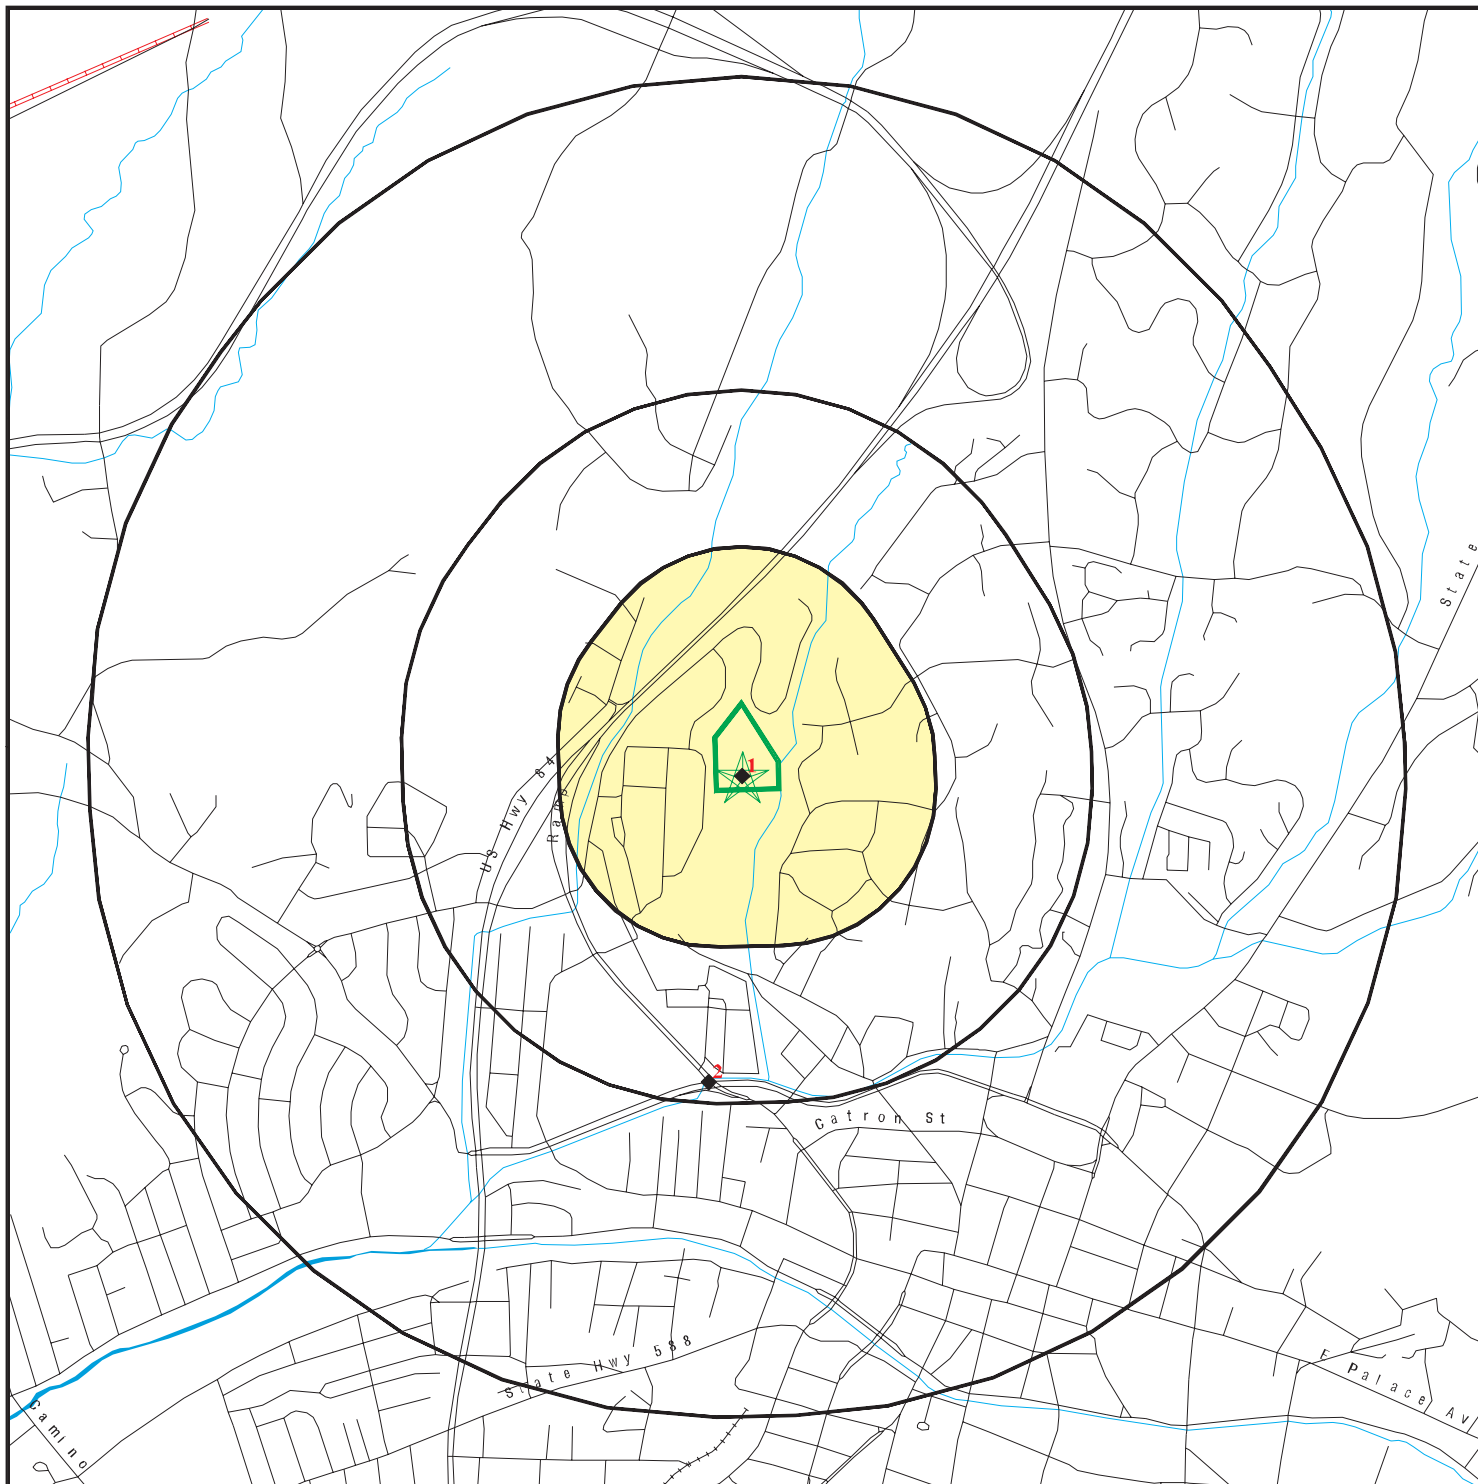 State
US Hwy 84
Ramp
1
2
Catron St
State Hwy 588
E Palace Av
Camino